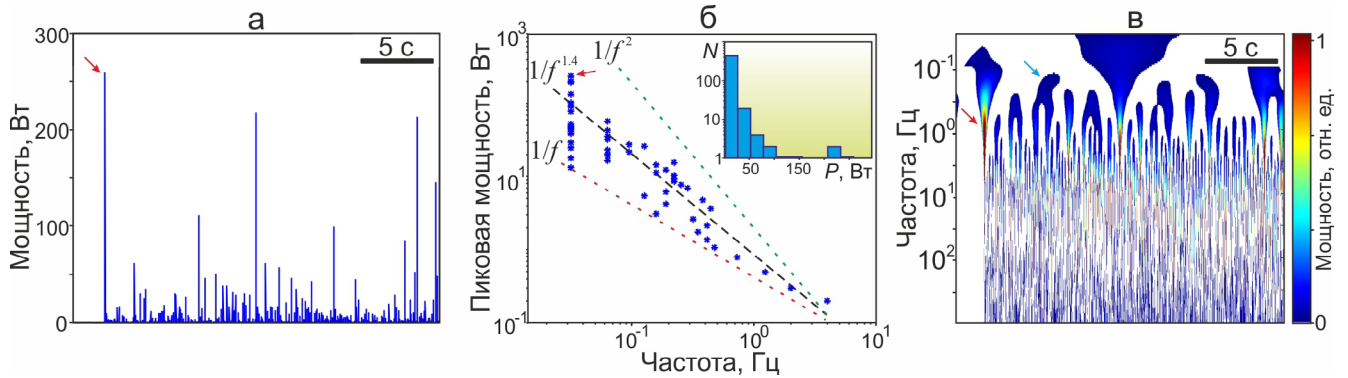 а
Мощность, Вт
300
200
100
0
5 с
б
Пиковая мощность, Вт
10³
10¹
10⁻¹
1/f¹·⁴
1/f²
1/f
N
100
10
1
50
150
P, Вт
10⁻¹
10⁰
10¹
Частота, Гц
в
Частота, Гц
10⁻¹
10⁰
10¹
10²
5 с
1
0
Мощность, отн. ед.